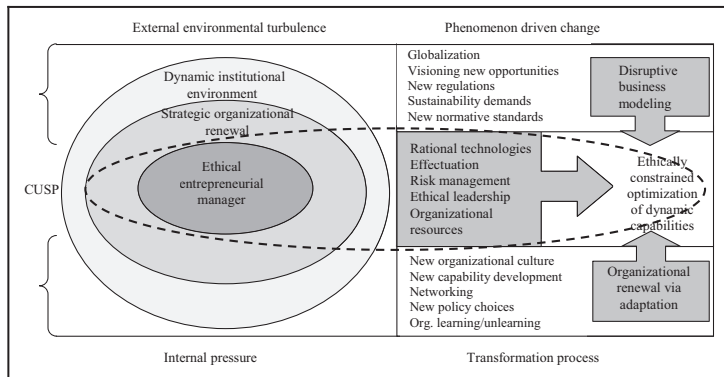 External environmental turbulence
Phenomenon driven change
Dynamic institutional
environment
Strategic organizational
renewal
Ethical
entrepreneurial
manager
CUSP
Globalization
Visioning new opportunities
New regulations
Sustainability demands
New normative standards
Disruptive
business
modeling
Rational technologies
Effectuation
Risk management
Ethical leadership
Organizational
resources
Ethically
constrained
optimization
of dynamic
capabilities
New organizational culture
New capability development
Networking
New policy choices
Org. learning/unlearning
Organizational
renewal via
adaptation
Internal pressure
Transformation process